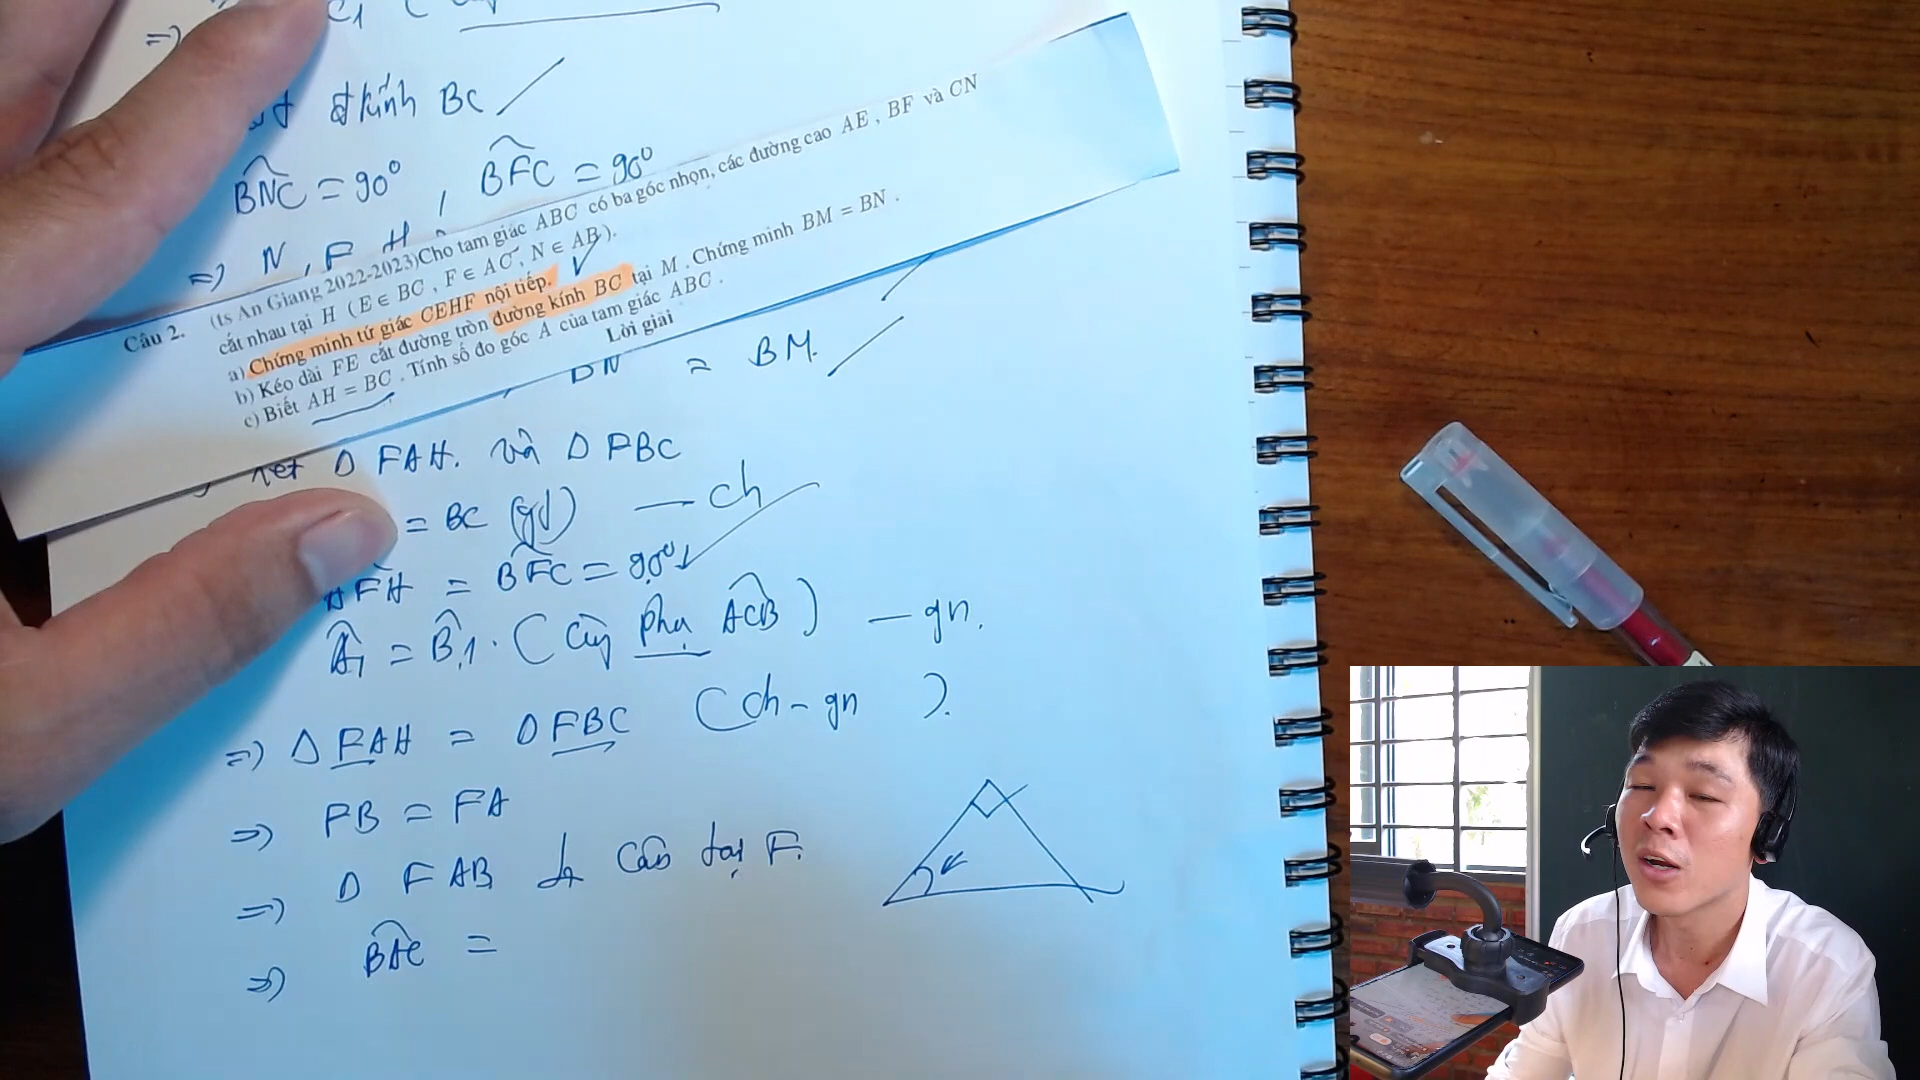 =>
đkính BC
BNC = 90° , BFC = 90°
=> N , F
Câu 2. (ts An Giang 2022-2023)Cho tam giác ABC có ba góc nhọn, các đường cao AE , BF và CN
cắt nhau tại H ( E ∈ BC , F ∈ AC , N ∈ AB ).
a) Chứng minh tứ giác CEHF nội tiếp.
b) Kéo dài FE cắt đường tròn đường kính BC tại M . Chứng minh BM = BN .
c) Biết AH = BC . Tính số đo góc A của tam giác ABC .
Lời giải
BN = BM.
xét Δ FAH. và Δ FBC
= BC (gt) — ch
AFH = BFC = 90°
A1 = B1. (cùng phụ ACB) — gn.
=> Δ FAH = Δ FBC (ch - gn ).
=> FB = FA
=> Δ FAB cân tại F.
=> BAC =